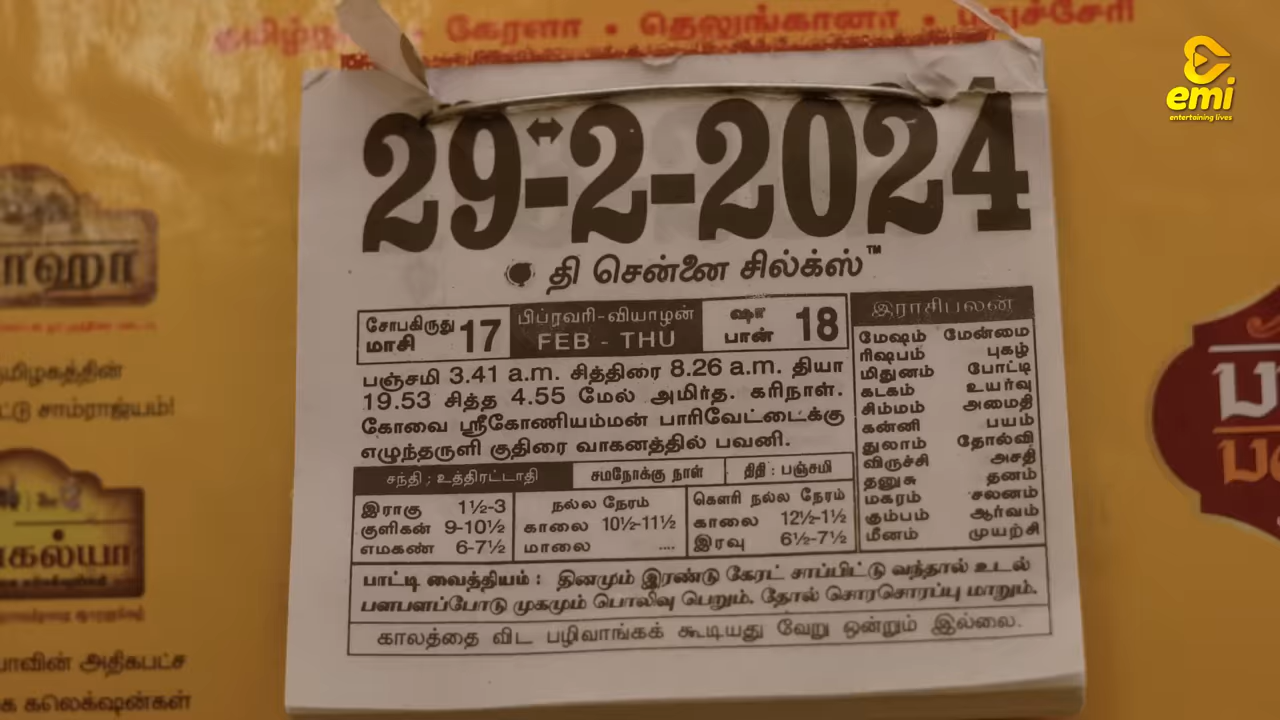 கேரளா • தெலுங்கானா • புதுச்சேரி
emi
entertaining lives
29-2-2024
தி சென்னை சில்க்ஸ்™
சோபகிருது மாசி 17
பிப்ரவரி-வியாழன்
FEB - THU
ஷாபான் 18
பஞ்சமி 3.41 a.m. சித்திரை 8.26 a.m. தியா
19.53 சித்த 4.55 மேல் அமிர்த. கரிநாள்.
கோவை ஸ்ரீகோணியம்மன் பாரிவேட்டைக்கு
எழுந்தருளி குதிரை வாகனத்தில் பவனி.
சந்தி ; உத்திரட்டாதி
சமநோக்கு நாள்
திதி : பஞ்சமி
இராகு 1½-3
குளிகன் 9-10½
எமகண் 6-7½
நல்ல நேரம்
காலை 10½-11½
மாலை ....
கௌரி நல்ல நேரம்
காலை 12½-1½
இரவு 6½-7½
இராசிபலன்
மேஷம் மேன்மை
ரிஷபம் புகழ்
மிதுனம் போட்டி
கடகம் உயர்வு
சிம்மம் அமைதி
கன்னி பயம்
துலாம் தோல்வி
விருச்சி அசதி
தனுசு தனம்
மகரம் சலனம்
கும்பம் ஆர்வம்
மீனம் முயற்சி
பாட்டி வைத்தியம் : தினமும் இரண்டு கேரட் சாப்பிட்டு வந்தால் உடல்
பளபளப்போடு முகமும் பொலிவு பெறும். தோல் சொரசொரப்பு மாறும்.
காலத்தை விட பழிவாங்கக் கூடியது வேறு ஒன்றும் இல்லை.
சாம்ராஜ்யம்!
அதிகபட்ச
கலெக்ஷன்கள்